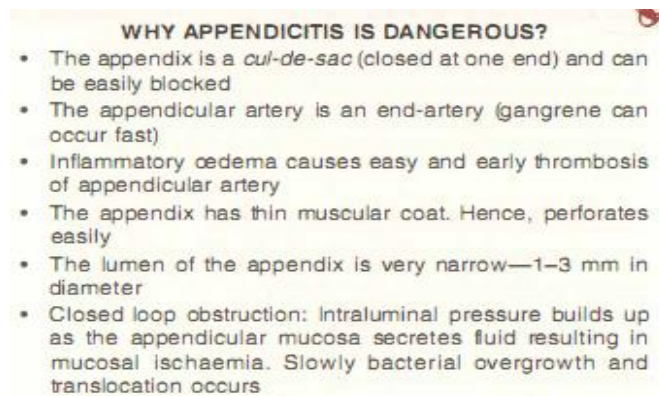 WHY APPENDICITIS IS DANGEROUS?
• The appendix is a cul-de-sac (closed at one end) and can
be easily blocked
• The appendicular artery is an end-artery (gangrene can
occur fast)
• Inflammatory œdema causes easy and early thrombosis
of appendicular artery
• The appendix has thin muscular coat. Hence, perforates
easily
• The lumen of the appendix is very narrow—1–3 mm in
diameter
• Closed loop obstruction: Intraluminal pressure builds up
as the appendicular mucosa secretes fluid resulting in
mucosal ischaemia. Slowly bacterial overgrowth and
translocation occurs